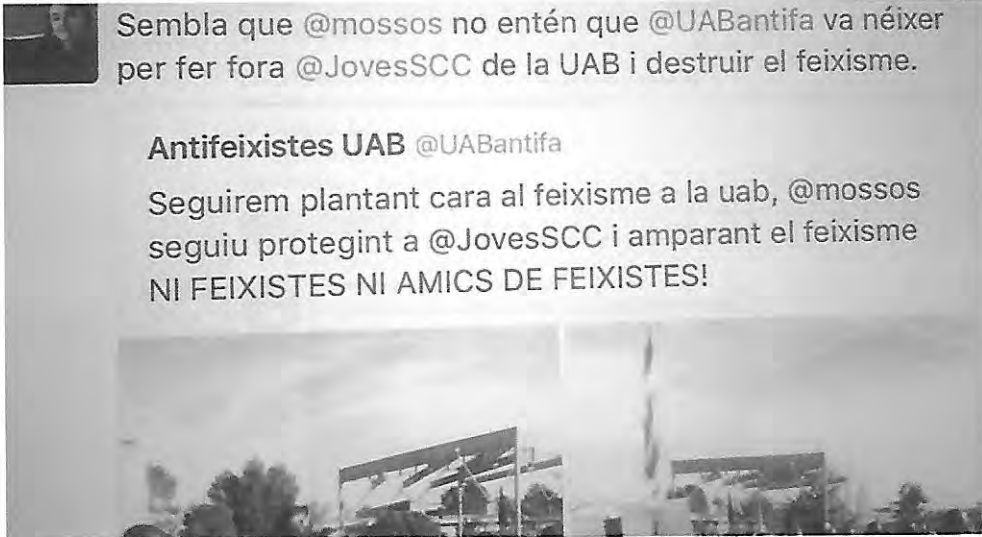 Sembla que @mossos no entén que @UABantifa va néixer
per fer fora @JovesSCC de la UAB i destruir el feixisme.
Antifeixistes UAB @UABantifa
Seguirem plantant cara al feixisme a la uab, @mossos
seguiu protegint a @JovesSCC i amparant el feixisme
NI FEIXISTES NI AMICS DE FEIXISTES!